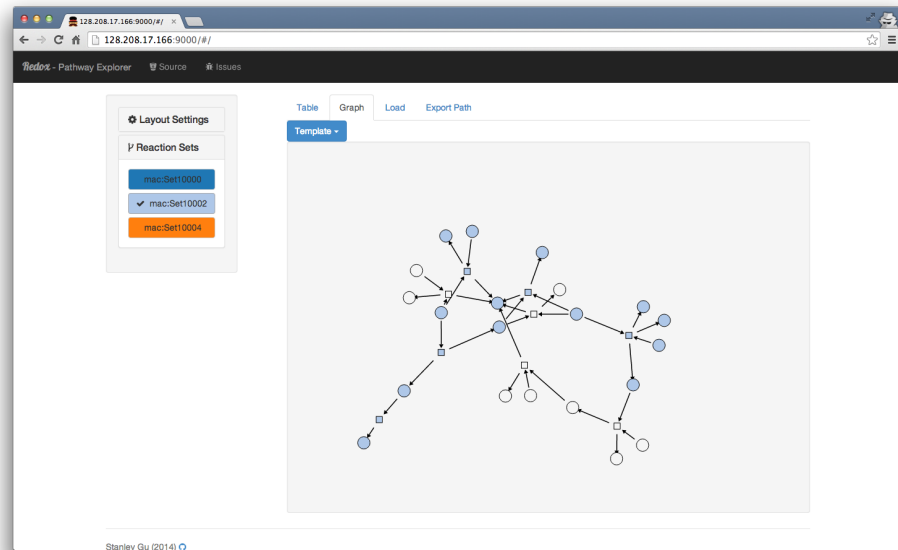 128.208.17.166:9000/#/
128.208.17.166:9000/#/
Redox - Pathway Explorer Source Issues
Layout Settings
Reaction Sets
mac:Set10000
mac:Set10002
mac:Set10004
Table Graph Load Export Path
Template
Stanley Gu (2014)